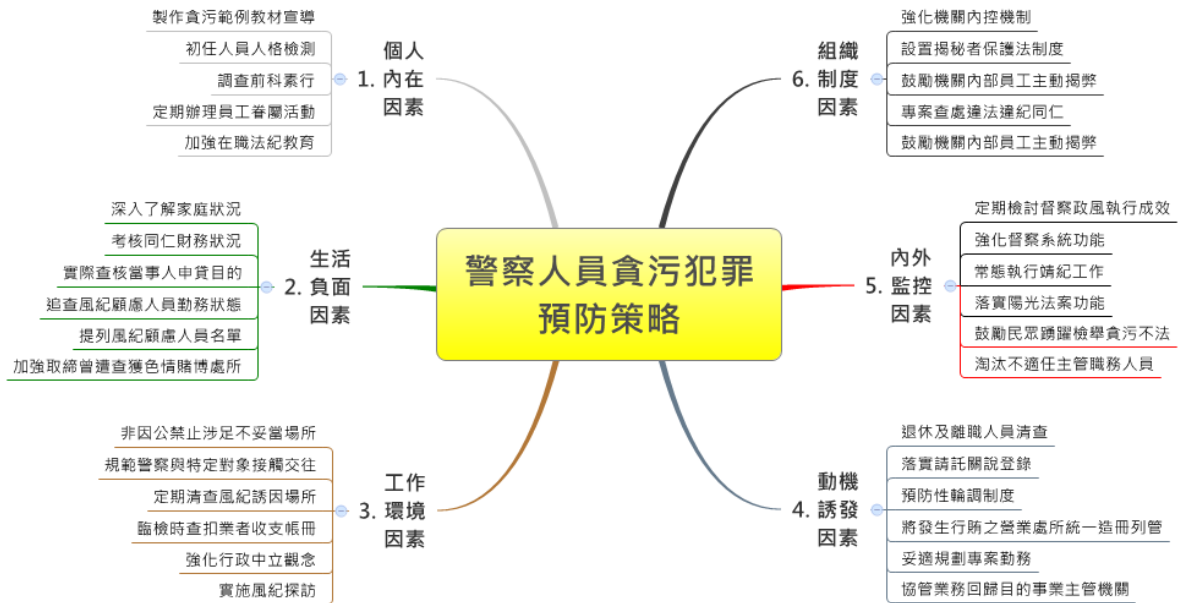 警察人員貪污犯罪
預防策略
1. 個人
內在
因素
製作貪污範例教材宣導
初任人員人格檢測
調查前科素行
定期辦理員工眷屬活動
加強在職法紀教育
2. 生活
負面
因素
深入了解家庭狀況
考核同仁財務狀況
實際查核當事人申貸目的
追查風紀顧慮人員勤務狀態
提列風紀顧慮人員名單
加強取締曾遭查獲色情賭博處所
3. 工作
環境
因素
非因公禁止涉足不妥當場所
規範警察與特定對象接觸交往
定期清查風紀誘因場所
臨檢時查扣業者收支帳冊
強化行政中立觀念
實施風紀探訪
4. 動機
誘發
因素
退休及離職人員清查
落實請託關說登錄
預防性輪調制度
將發生行賄之營業處所統一造冊列管
妥適規劃專案勤務
協管業務回歸目的事業主管機關
5. 內外
監控
因素
定期檢討督察政風執行成效
強化督察系統功能
常態執行靖紀工作
落實陽光法案功能
鼓勵民眾踴躍檢舉貪污不法
淘汰不適任主管職務人員
6. 組織
制度
因素
強化機關內控機制
設置揭秘者保護法制度
鼓勵機關內部員工主動揭弊
專案查處違法違紀同仁
鼓勵機關內部員工主動揭弊